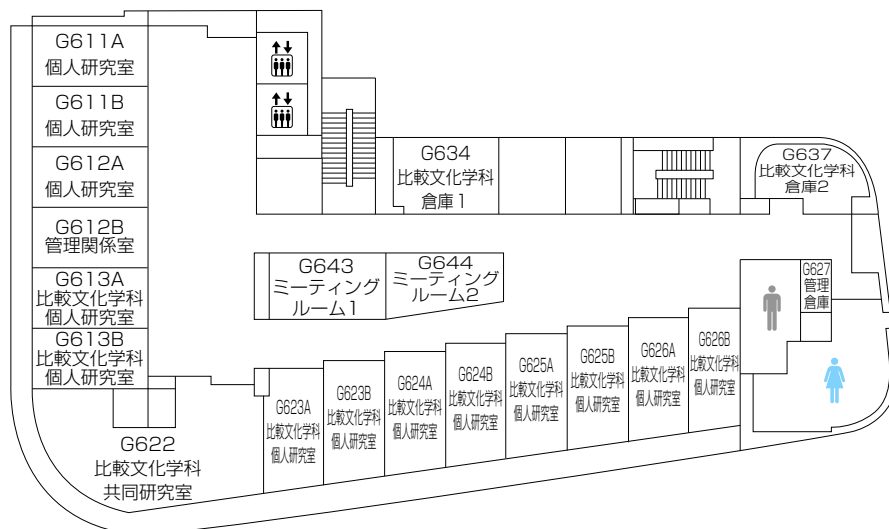 G611A
個人研究室
G611B
個人研究室
G612A
個人研究室
G612B
管理関係室
G613A
比較文化学科
個人研究室
G613B
比較文化学科
個人研究室
G622
比較文化学科
共同研究室
G634
比較文化学科
倉庫1
G637
比較文化学科
倉庫2
G643
ミーティング
ルーム1
G644
ミーティング
ルーム2
G627
管理
倉庫
G623A
比較文化学科
個人研究室
G623B
比較文化学科
個人研究室
G624A
比較文化学科
個人研究室
G624B
比較文化学科
個人研究室
G625A
比較文化学科
個人研究室
G625B
比較文化学科
個人研究室
G626A
比較文化学科
個人研究室
G626B
比較文化学科
個人研究室